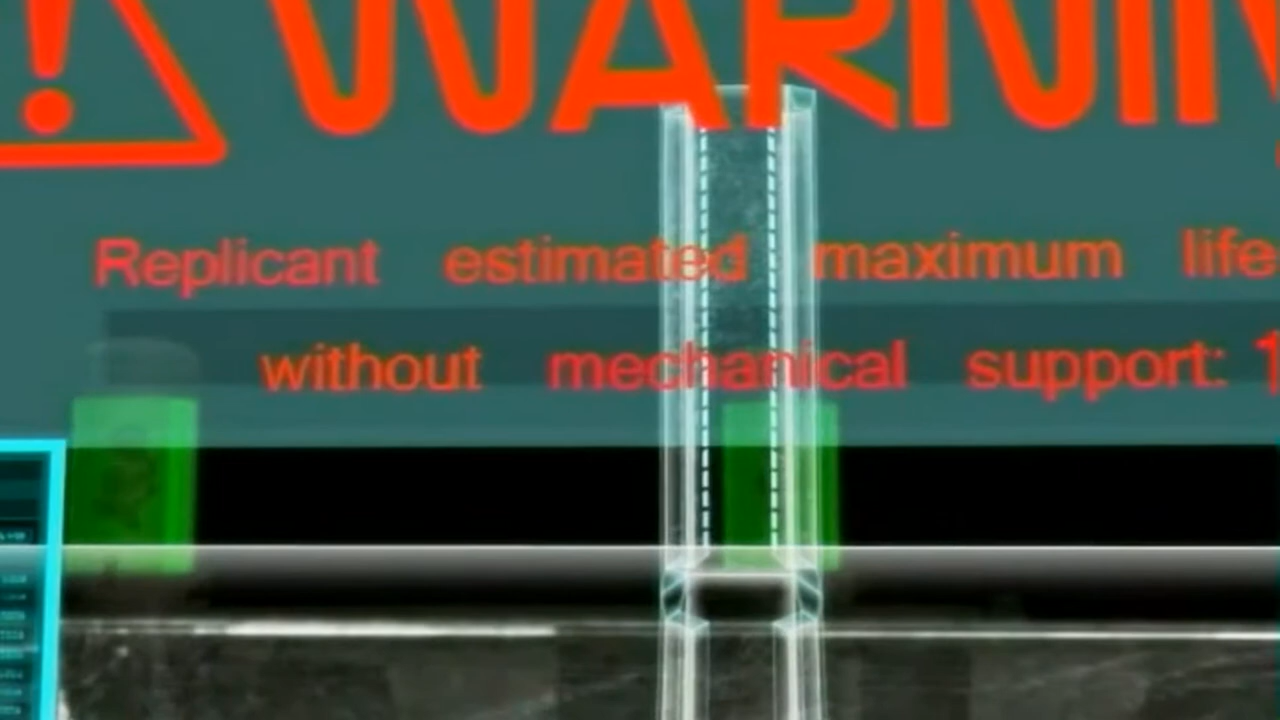 WARNIN
Replicant estimated maximum life
without mechanical support: 1